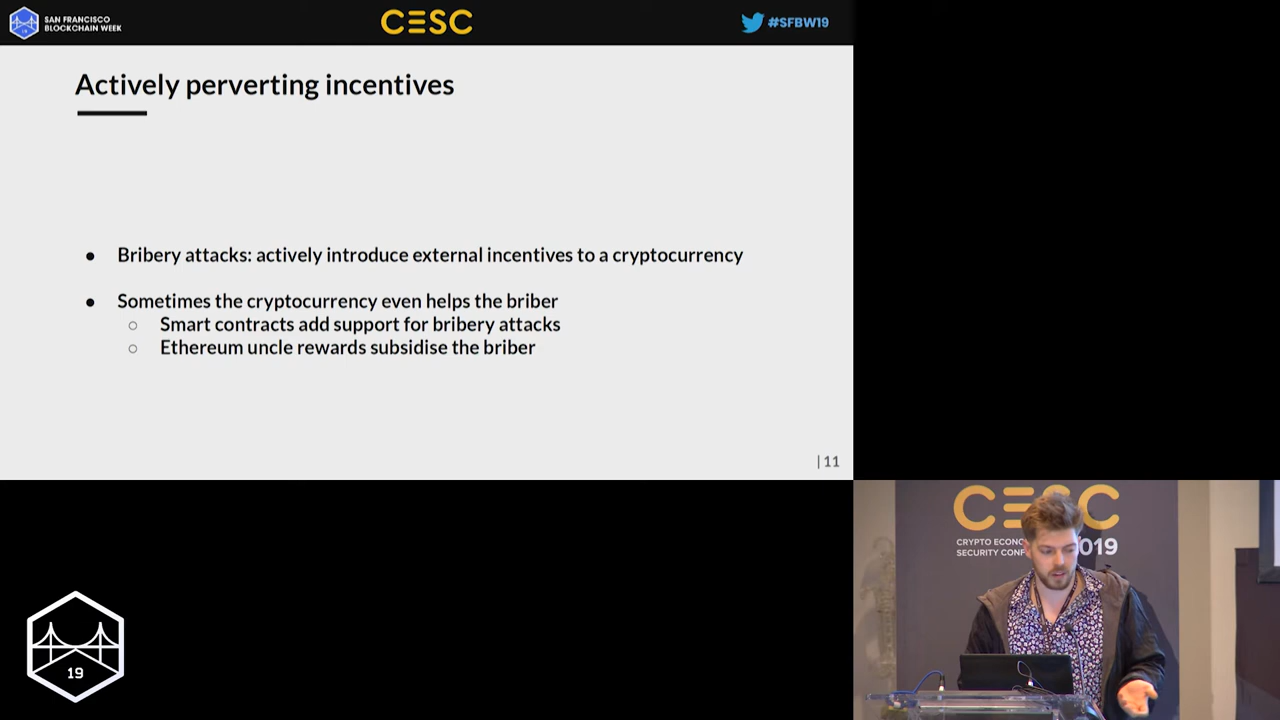 SAN FRANCISCO
BLOCKCHAIN WEEK
CESC
#SFBW19
Actively perverting incentives
● Bribery attacks: actively introduce external incentives to a cryptocurrency
● Sometimes the cryptocurrency even helps the briber
○ Smart contracts add support for bribery attacks
○ Ethereum uncle rewards subsidise the briber
| 11
CESC
CRYPTO ECONO
SECURITY CONF
019
19